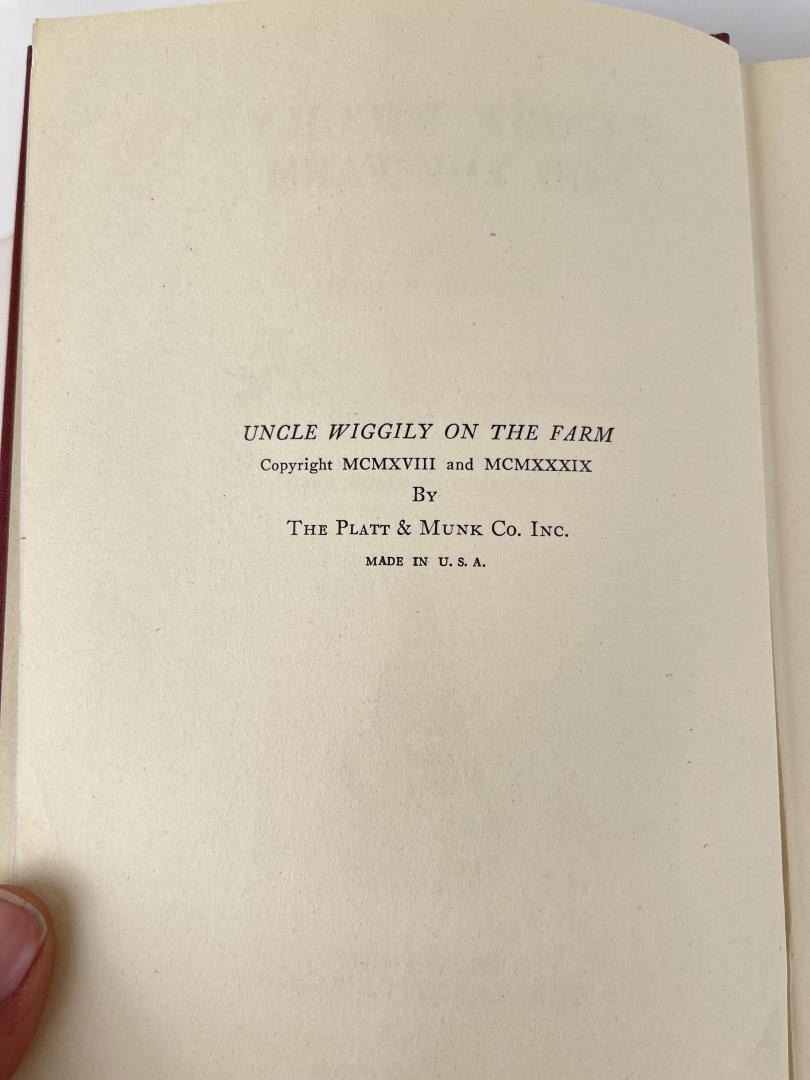 UNCLE WIGGILY ON THE FARM
Copyright MCMXVIII and MCMXXXIX
By
The Platt & Munk Co. Inc.
MADE IN U. S. A.